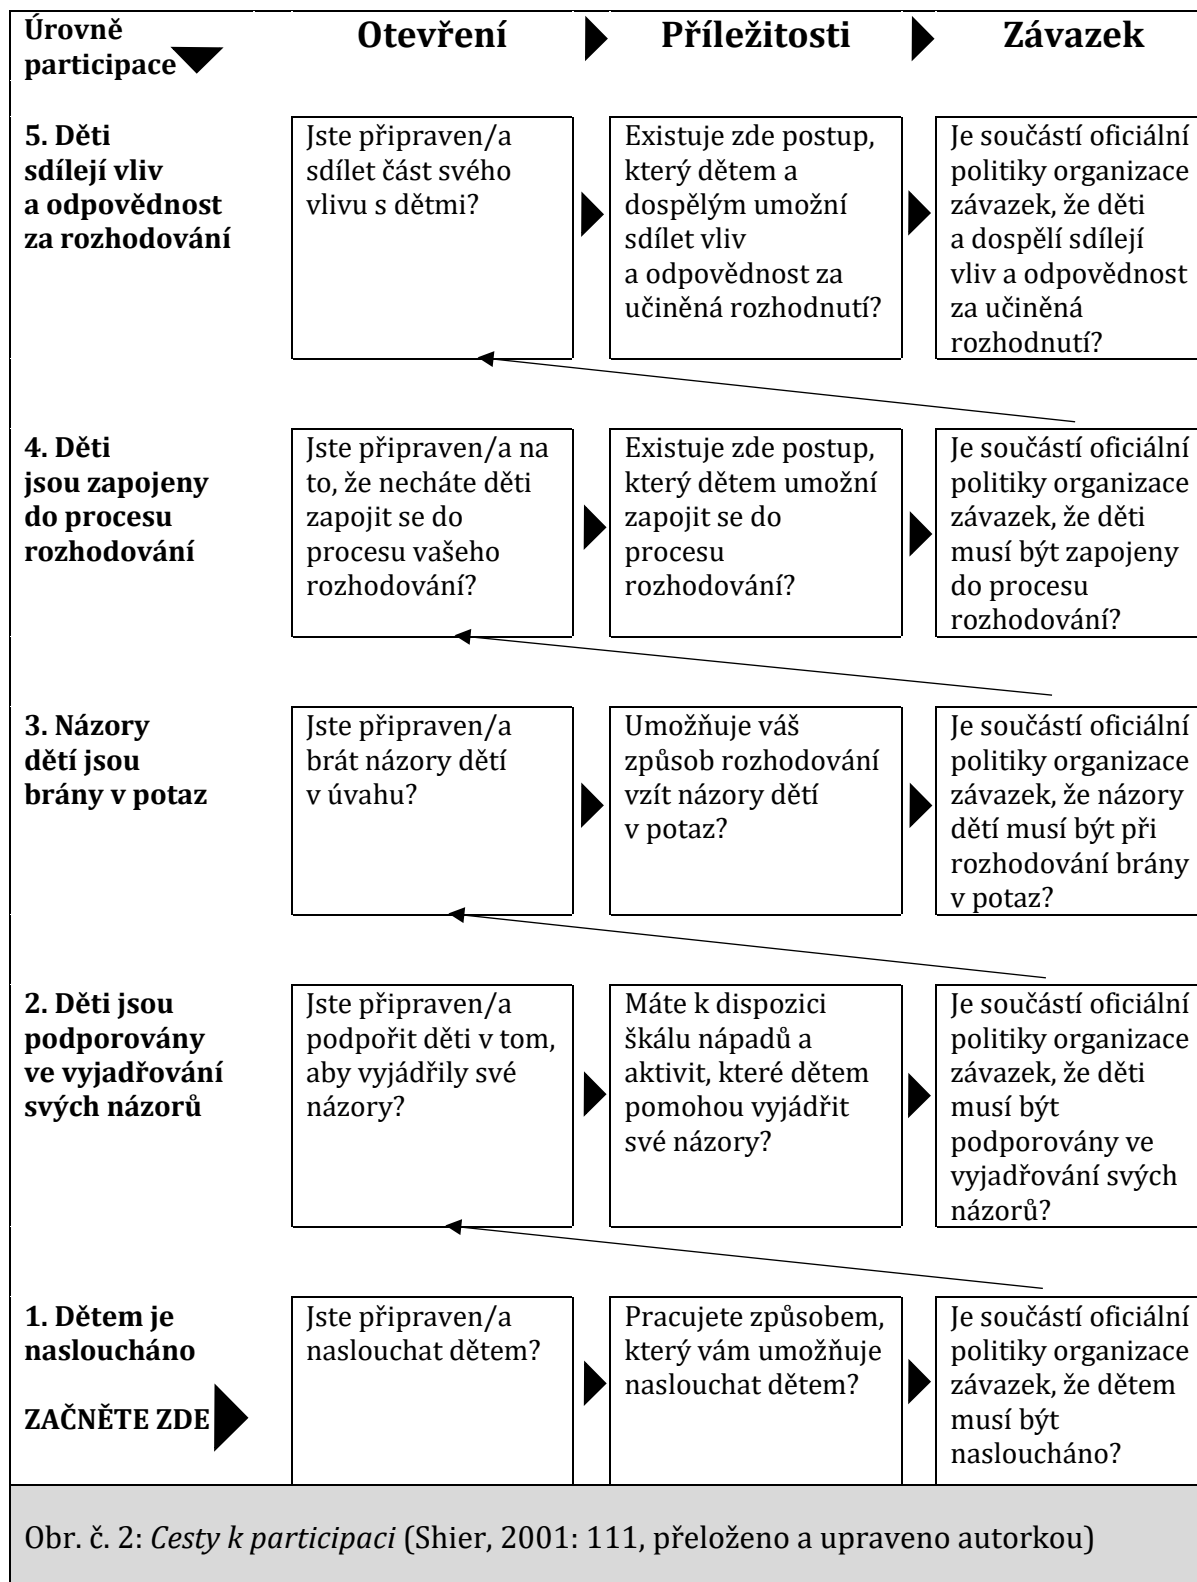 Úrovně
participace
Otevření
Příležitosti
Závazek
5. Děti
sdílejí vliv
a odpovědnost
za rozhodování
Jste připraven/a
sdílet část svého
vlivu s dětmi?
Existuje zde postup,
který dětem a
dospělým umožní
sdílet vliv
a odpovědnost za
učiněná rozhodnutí?
Je součástí oficiální
politiky organizace
závazek, že děti
a dospělí sdílejí
vliv a odpovědnost
za učiněná
rozhodnutí?
4. Děti
jsou zapojeny
do procesu
rozhodování
Jste připraven/a na
to, že necháte děti
zapojit se do
procesu vašeho
rozhodování?
Existuje zde postup,
který dětem umožní
zapojit se do
procesu
rozhodování?
Je součástí oficiální
politiky organizace
závazek, že děti
musí být zapojeny
do procesu
rozhodování?
3. Názory
dětí jsou
brány v potaz
Jste připraven/a
brát názory dětí
v úvahu?
Umožňuje váš
způsob rozhodování
vzít názory dětí
v potaz?
Je součástí oficiální
politiky organizace
závazek, že názory
dětí musí být při
rozhodování brány
v potaz?
2. Děti jsou
podporovány
ve vyjadřování
svých názorů
Jste připraven/a
podpořit děti v tom,
aby vyjádřily své
názory?
Máte k dispozici
škálu nápadů a
aktivit, které dětem
pomohou vyjádřit
své názory?
Je součástí oficiální
politiky organizace
závazek, že děti
musí být
podporovány ve
vyjadřování svých
názorů?
1. Dětem je
nasloucháno
ZAČNĚTE ZDE
Jste připraven/a
naslouchat dětem?
Pracujete způsobem,
který vám umožňuje
naslouchat dětem?
Je součástí oficiální
politiky organizace
závazek, že dětem
musí být
nasloucháno?
Obr. č. 2: Cesty k participaci (Shier, 2001: 111, přeloženo a upraveno autorkou)